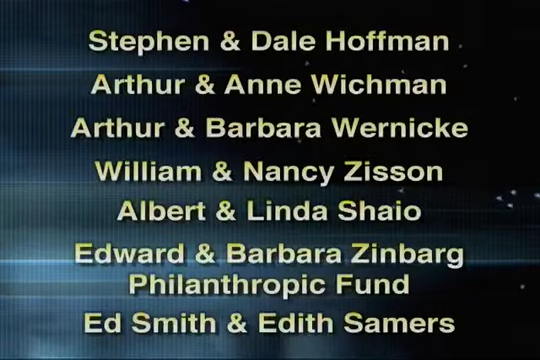 Stephen & Dale Hoffman
Arthur & Anne Wichman
Arthur & Barbara Wernicke
William & Nancy Zisson
Albert & Linda Shaio
Edward & Barbara Zinbarg
Philanthropic Fund
Ed Smith & Edith Samers